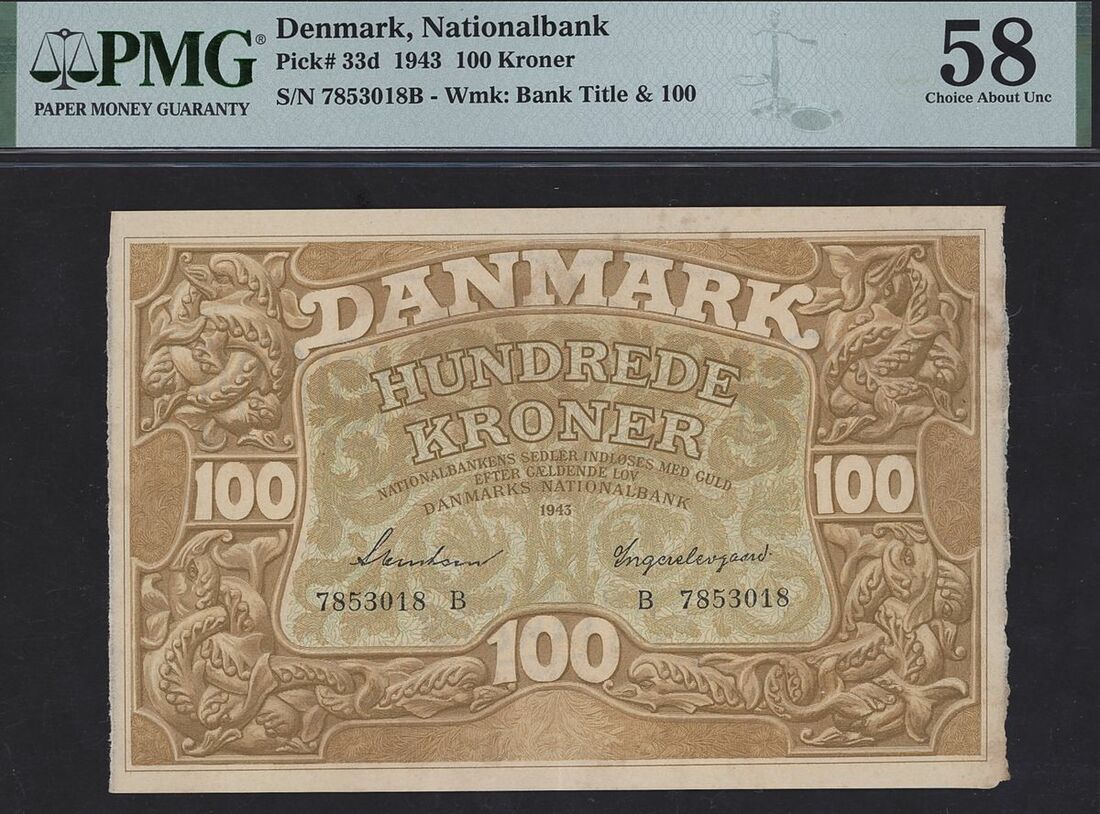 PMG®
PAPER MONEY GUARANTY
Denmark, Nationalbank
Pick# 33d 1943 100 Kroner
S/N 7853018B - Wmk: Bank Title & 100
58
Choice About Unc
DANMARK
HUNDREDE
KRONER
NATIONALBANKENS SEDLER INDLØSES MED GULD
EFTER GÆLDENDE LOV
DANMARKS NATIONALBANK
1943
100
100
Svendsen
Ingerslevgaard
7853018 B
B 7853018
100